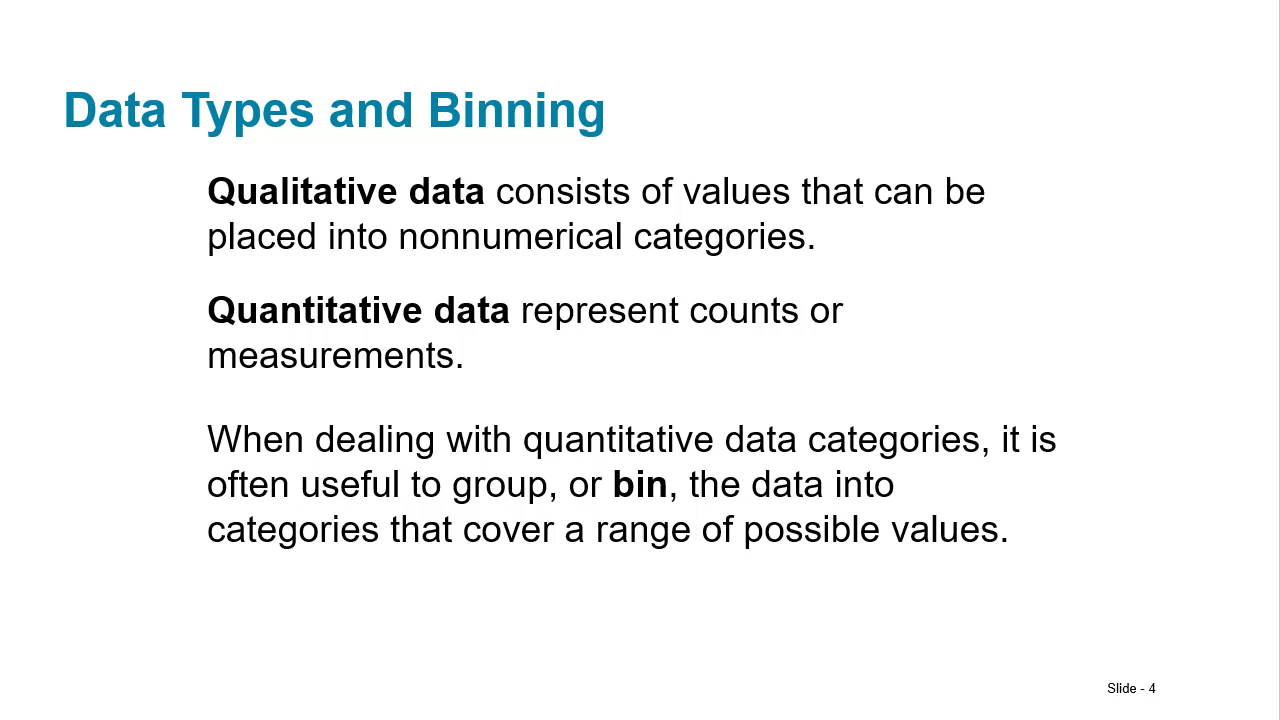 Data Types and Binning
Qualitative data consists of values that can be
placed into nonnumerical categories.
Quantitative data represent counts or
measurements.
When dealing with quantitative data categories, it is
often useful to group, or bin, the data into
categories that cover a range of possible values.
Slide - 4